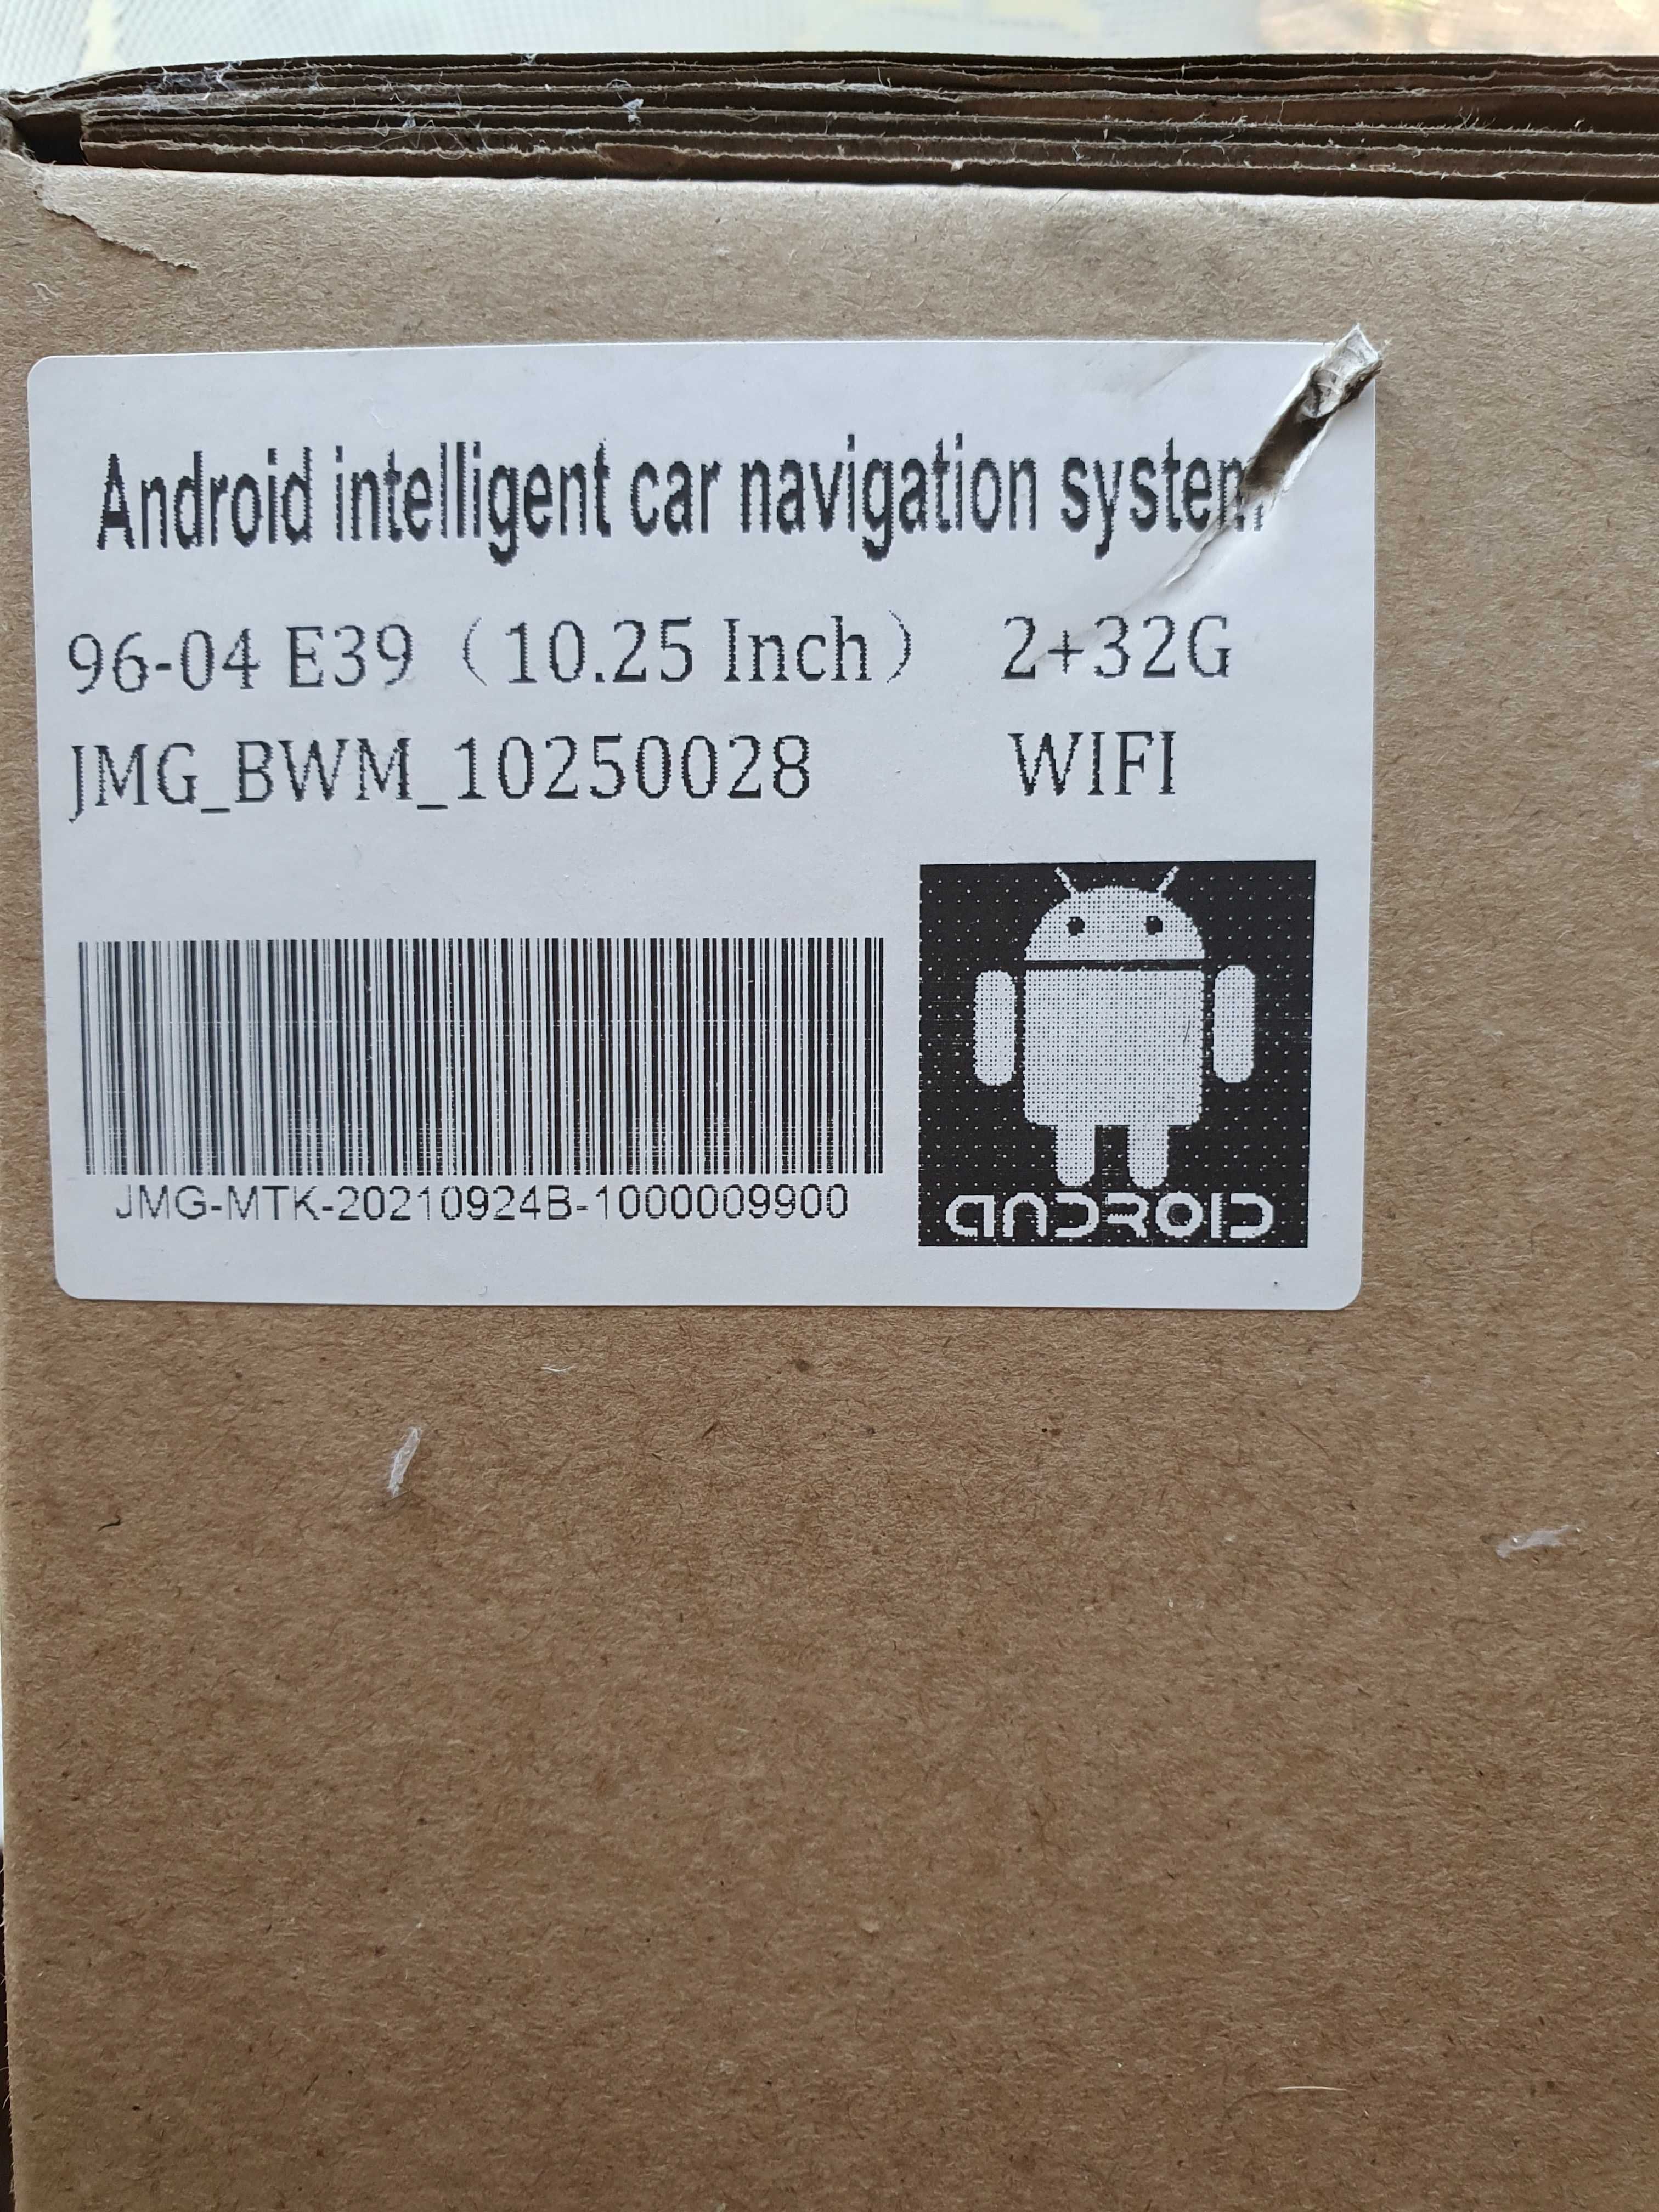 Android intelligent car navigation system
96-04 E39（10.25 Inch） 2+32G
JMG_BWM_10250028 WIFI
JMG-MTK-20210924B-1000009900
ANDROID